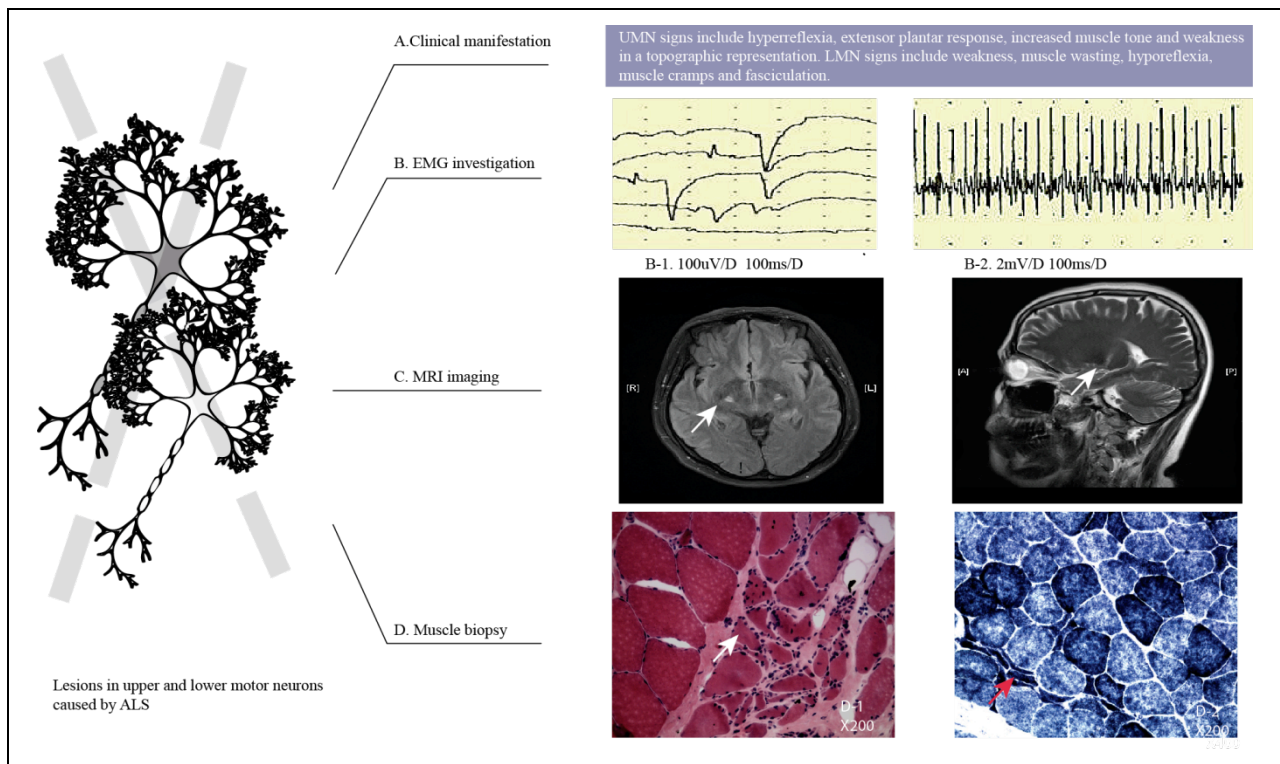 A.Clinical manifestation
UMN signs include hyperreflexia, extensor plantar response, increased muscle tone and weakness
in a topographic representation. LMN signs include weakness, muscle wasting, hyporeflexia,
muscle cramps and fasciculation.
B. EMG investigation
B-1. 100uV/D 100ms/D
B-2. 2mV/D 100ms/D
C. MRI imaging
[R]
[L]
[A]
[P]
D. Muscle biopsy
D-1
X200
D-2
X200
Lesions in upper and lower motor neurons
caused by ALS